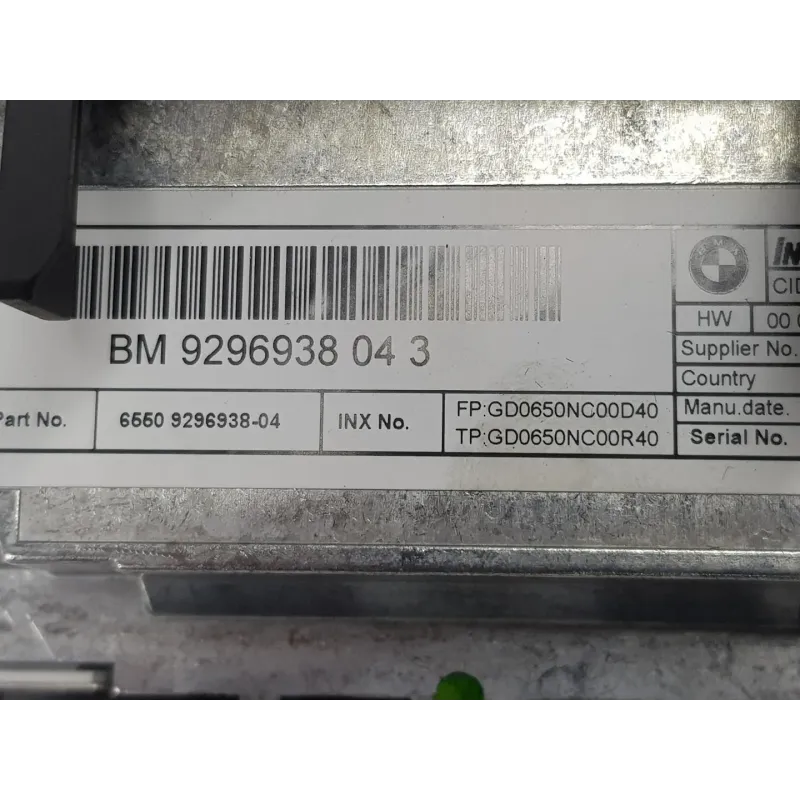 BM 9296938 04 3
Part No.
6550 9296938-04
INX No.
FP:GD0650NC00D40
TP:GD0650NC00R40
BMW
CID
HW
00
Supplier No.
Country
Manu.date.
Serial No.